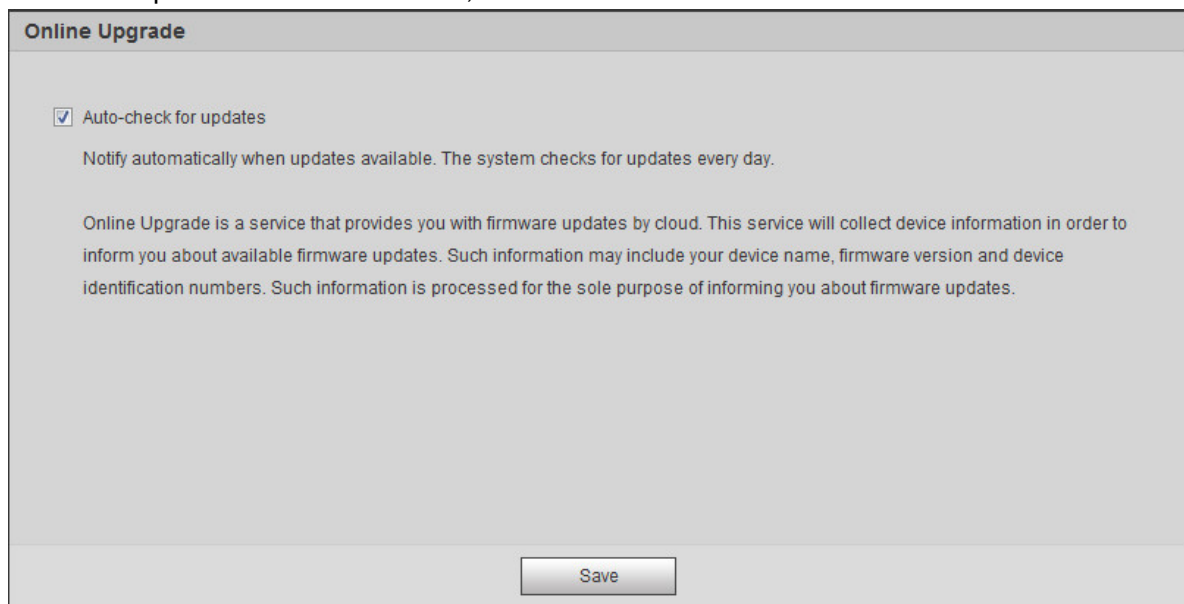 Online Upgrade
Auto-check for updates
Notify automatically when updates available. The system checks for updates every day.
Online Upgrade is a service that provides you with firmware updates by cloud. This service will collect device information in order to
inform you about available firmware updates. Such information may include your device name, firmware version and device
identification numbers. Such information is processed for the sole purpose of informing you about firmware updates.
Save